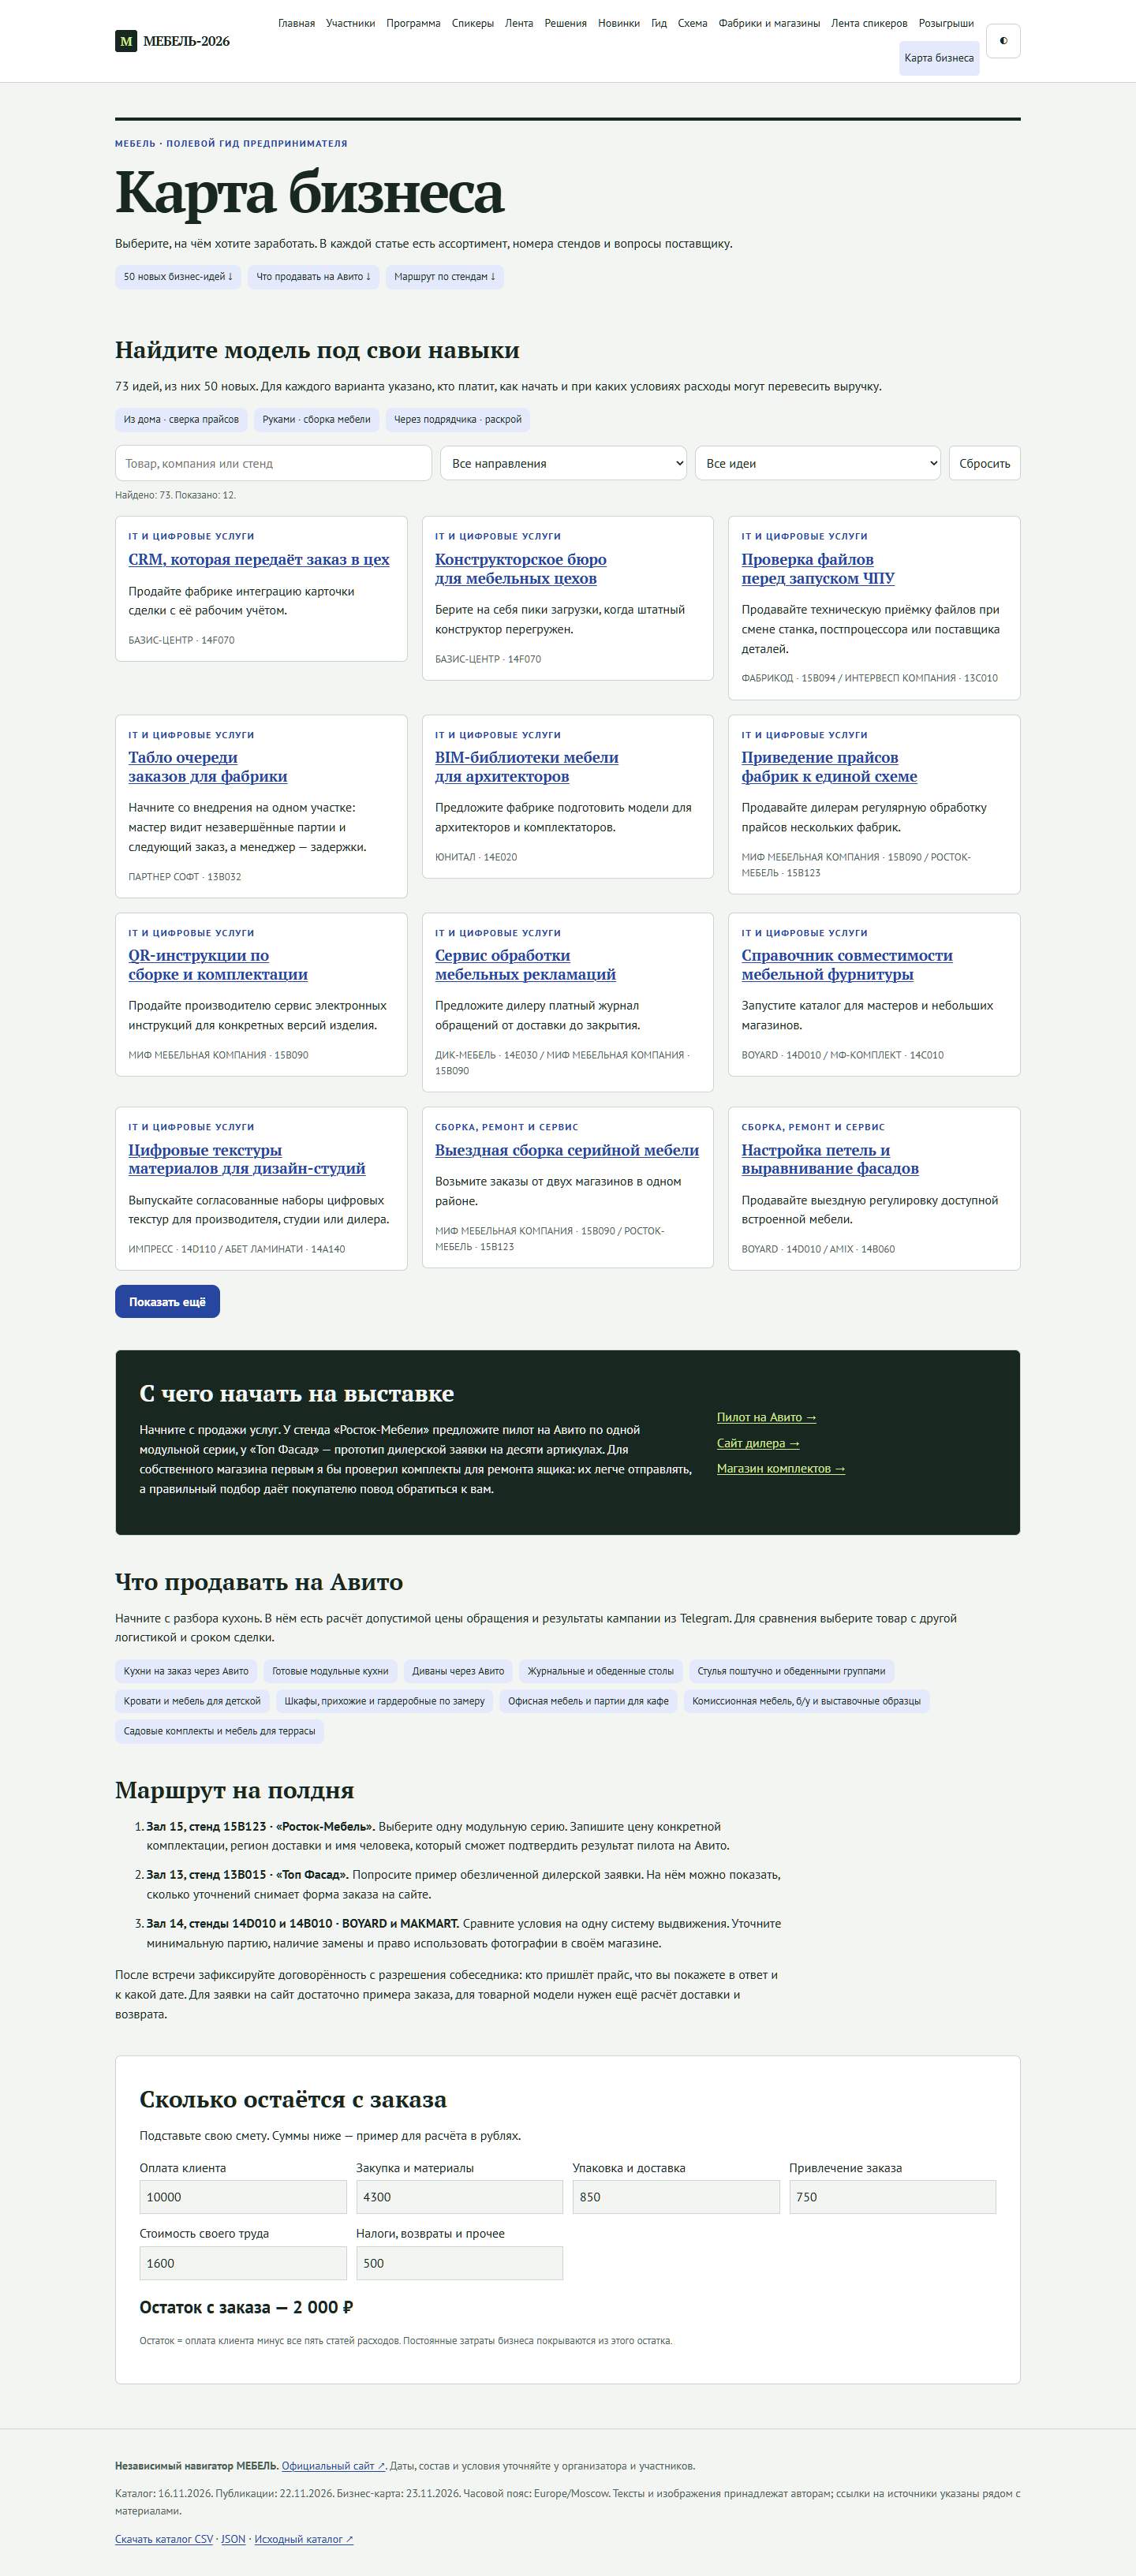 М МЕБЕЛЬ-2026
Главная Участники Программа Спикеры Лента Решения Новинки Гид Схема Фабрики и магазины Лента спикеров Розыгрыши
Карта бизнеса
МЕБЕЛЬ · ПОЛЕВОЙ ГИД ПРЕДПРИНИМАТЕЛЯ
Карта бизнеса
Выберите, на чём хотите заработать. В каждой статье есть ассортимент, номера стендов и вопросы поставщику.
50 новых бизнес-идей ↓ Что продавать на Авито ↓ Маршрут по стендам ↓
Найдите модель под свои навыки
73 идей, из них 50 новых. Для каждого варианта указано, кто платит, как начать и при каких условиях расходы могут перевесить выручку.
Из дома · сверка прайсов Руками · сборка мебели Через подрядчика · раскрой
Товар, компания или стенд Все направления Все идеи Сбросить
Найдено: 73. Показано: 12.
IT И ЦИФРОВЫЕ УСЛУГИ
CRM, которая передаёт заказ в цех
Продайте фабрике интеграцию карточки
сделки с её рабочим учётом.
БАЗИС-ЦЕНТР · 14F070
IT И ЦИФРОВЫЕ УСЛУГИ
Конструкторское бюро
для мебельных цехов
Берите на себя пики загрузки, когда штатный
конструктор перегружен.
БАЗИС-ЦЕНТР · 14F070
IT И ЦИФРОВЫЕ УСЛУГИ
Проверка файлов
перед запуском ЧПУ
Продавайте техническую приёмку файлов при
смене станка, постпроцессора или поставщика
деталей.
ФАБРИКОД · 15B094 / ИНТЕРВЕСП КОМПАНИЯ · 13C010
IT И ЦИФРОВЫЕ УСЛУГИ
Табло очереди
заказов для фабрики
Начните со внедрения на одном участке:
мастер видит незавершённые партии и
следующий заказ, а менеджер — задержки.
ПАРТНЕР СОФТ · 13B032
IT И ЦИФРОВЫЕ УСЛУГИ
BIM-библиотеки мебели
для архитекторов
Предложите фабрике подготовить модели для
архитекторов и комплектаторов.
ЮНИТАЛ · 14E020
IT И ЦИФРОВЫЕ УСЛУГИ
Приведение прайсов
фабрик к единой схеме
Продавайте дилерам регулярную обработку
прайсов нескольких фабрик.
МИФ МЕБЕЛЬНАЯ КОМПАНИЯ · 15B090 / РОСТОК-
МЕБЕЛЬ · 15B123
IT И ЦИФРОВЫЕ УСЛУГИ
QR-инструкции по
сборке и комплектации
Продайте производителю сервис электронных
инструкций для конкретных версий изделия.
МИФ МЕБЕЛЬНАЯ КОМПАНИЯ · 15B090
IT И ЦИФРОВЫЕ УСЛУГИ
Сервис обработки
мебельных рекламаций
Предложите дилеру платный журнал
обращений от доставки до закрытия.
ДИК-МЕБЕЛЬ · 14E030 / МИФ МЕБЕЛЬНАЯ КОМПАНИЯ ·
15B090
IT И ЦИФРОВЫЕ УСЛУГИ
Справочник совместимости
мебельной фурнитуры
Запустите каталог для мастеров и небольших
магазинов.
BOYARD · 14D010 / МФ-КОМПЛЕКТ · 14C010
IT И ЦИФРОВЫЕ УСЛУГИ
Цифровые текстуры
материалов для дизайн-студий
Выпускайте согласованные наборы цифровых
текстур для производителя, студии или дилера.
ИМПРЕСС · 14D110 / АБЕТ ЛАМИНАТИ · 14A140
СБОРКА, РЕМОНТ И СЕРВИС
Выездная сборка серийной мебели
Возьмите заказы от двух магазинов в одном
районе.
МИФ МЕБЕЛЬНАЯ КОМПАНИЯ · 15B090 / РОСТОК-
МЕБЕЛЬ · 15B123
СБОРКА, РЕМОНТ И СЕРВИС
Настройка петель и
выравнивание фасадов
Продавайте выездную регулировку доступной
встроенной мебели.
BOYARD · 14D010 / AMIX · 14B060
Показать ещё
С чего начать на выставке
Начните с продажи услуг. У стенда «Росток-Мебели» предложите пилот на Авито по одной
модульной серии, у «Топ Фасад» — прототип дилерской заявки на десяти артикулах. Для
собственного магазина первым я бы проверил комплекты для ремонта ящика: их легче отправлять,
а правильный подбор даёт покупателю повод обратиться к вам.
Пилот на Авито →
Сайт дилера →
Магазин комплектов →
Что продавать на Авито
Начните с разбора кухонь. В нём есть расчёт допустимой цены обращения и результаты кампании из Telegram. Для сравнения выберите товар с другой
логистикой и сроком сделки.
Кухни на заказ через Авито Готовые модульные кухни Диваны через Авито Журнальные и обеденные столы Стулья поштучно и обеденными группами
Кровати и мебель для детской Шкафы, прихожие и гардеробные по замеру Офисная мебель и партии для кафе Комиссионная мебель, б/у и выставочные образцы
Садовые комплекты и мебель для террасы
Маршрут на полдня
1. Зал 15, стенд 15B123 · «Росток-Мебель». Выберите одну модульную серию. Запишите цену конкретной
комплектации, регион доставки и имя человека, который сможет подтвердить результат пилота на Авито.
2. Зал 13, стенд 13B015 · «Топ Фасад». Попросите пример обезличенной дилерской заявки. На нём можно показать,
сколько уточнений снимает форма заказа на сайте.
3. Зал 14, стенды 14D010 и 14B010 · BOYARD и MAKMART. Сравните условия на одну систему выдвижения. Уточните
минимальную партию, наличие замены и право использовать фотографии в своём магазине.
После встречи зафиксируйте договорённость с разрешения собеседника: кто пришлёт прайс, что вы покажете в ответ и
к какой дате. Для заявки на сайт достаточно примера заказа, для товарной модели нужен ещё расчёт доставки и
возврата.
Сколько остаётся с заказа
Подставьте свою смету. Суммы ниже — пример для расчёта в рублях.
Оплата клиента Закупка и материалы Упаковка и доставка Привлечение заказа
10000 4300 850 750
Стоимость своего труда Налоги, возвраты и прочее
1600 500
Остаток с заказа — 2 000 ₽
Остаток = оплата клиента минус все пять статей расходов. Постоянные затраты бизнеса покрываются из этого остатка.
Независимый навигатор МЕБЕЛЬ. Официальный сайт ↗. Даты, состав и условия уточняйте у организатора и участников.
Каталог: 16.11.2026. Публикации: 22.11.2026. Бизнес-карта: 23.11.2026. Часовой пояс: Europe/Moscow. Тексты и изображения принадлежат авторам; ссылки на источники указаны рядом с
материалами.
Скачать каталог CSV · JSON · Исходный каталог ↗